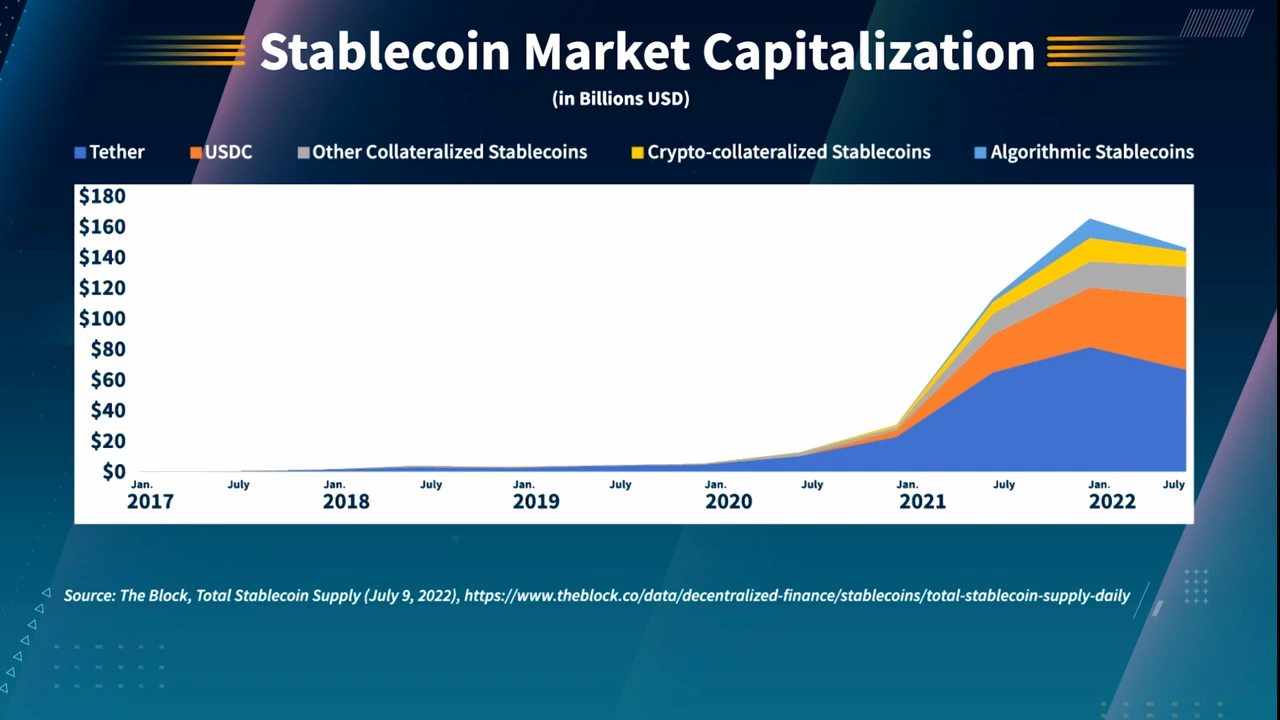 Stablecoin Market Capitalization
(in Billions USD)
Tether USDC Other Collateralized Stablecoins Crypto-collateralized Stablecoins Algorithmic Stablecoins
$180
$160
$140
$120
$100
$80
$60
$40
$20
$0
Jan. July Jan. July Jan. July Jan. July Jan. July Jan. July
2017 2018 2019 2020 2021 2022
Source: The Block, Total Stablecoin Supply (July 9, 2022), https://www.theblock.co/data/decentralized-finance/stablecoins/total-stablecoin-supply-daily